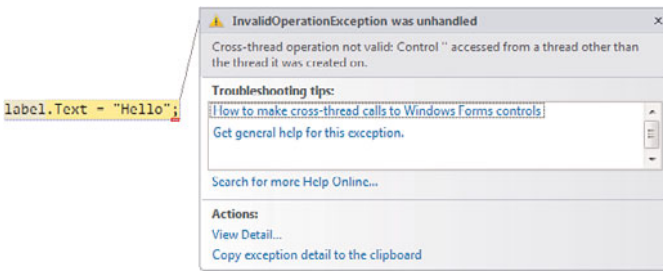 InvalidOperationException was unhandled
Cross-thread operation not valid: Control '' accessed from a thread other than
the thread it was created on.
Troubleshooting tips:
label.Text = "Hello";
How to make cross-thread calls to Windows Forms controls
Get general help for this exception.
Search for more Help Online...
Actions:
View Detail...
Copy exception detail to the clipboard